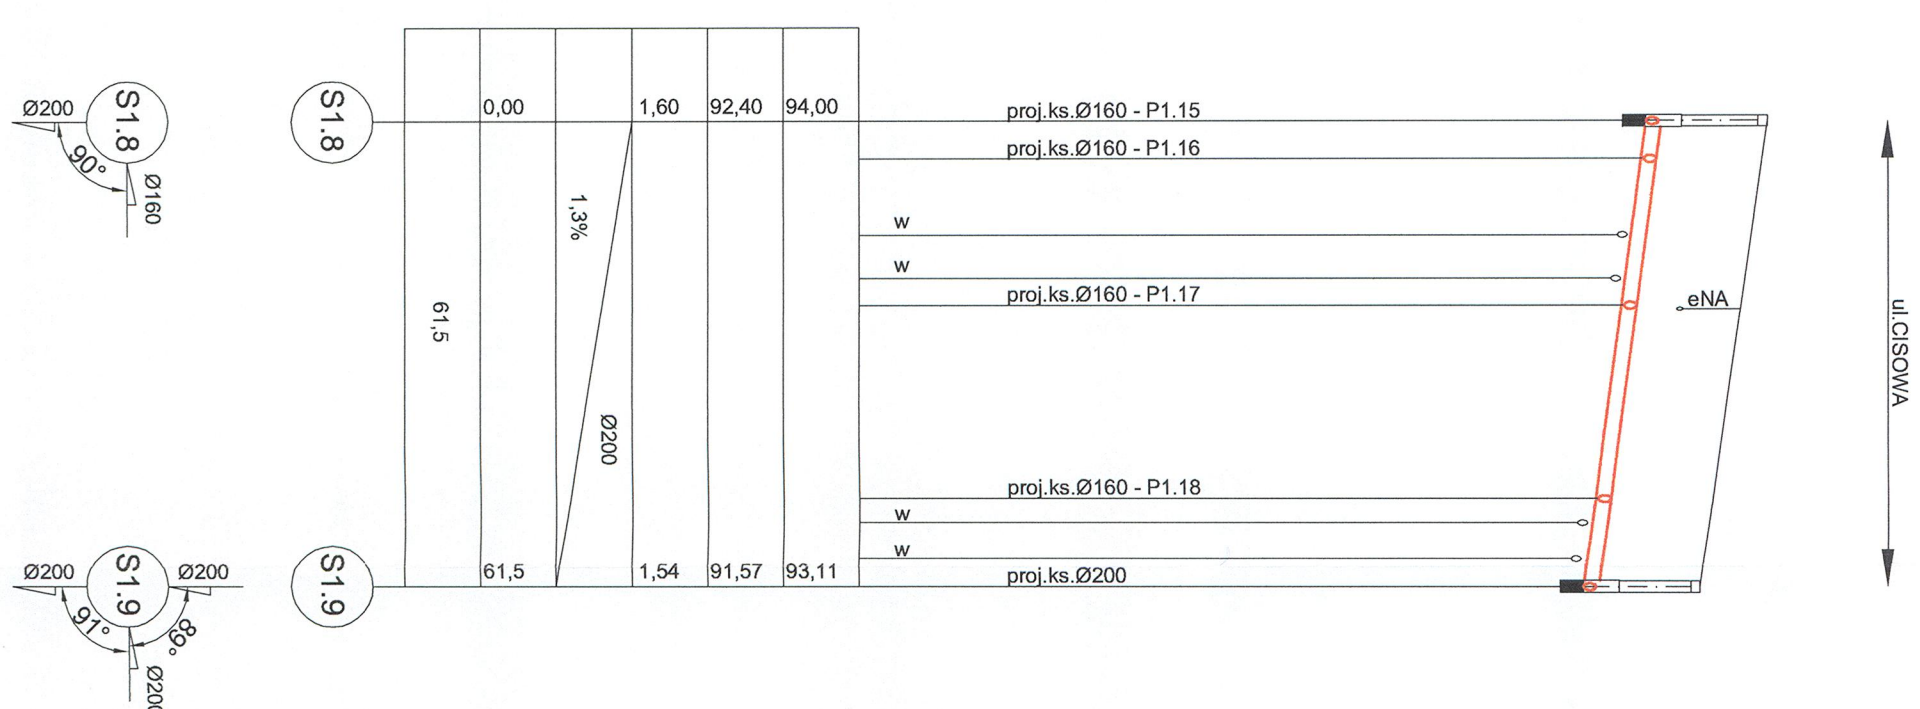 Ø200
S1.8
90°
Ø160
S1.8
0,00
1,60
92,40
94,00
proj.ks.Ø160 - P1.15
proj.ks.Ø160 - P1.16
w
w
proj.ks.Ø160 - P1.17
eNA
ul.CISOWA
1,3%
61,5
Ø200
proj.ks.Ø160 - P1.18
w
w
proj.ks.Ø200
61,5
1,54
91,57
93,11
S1.9
Ø200
S1.9
Ø200
91°
89°
Ø200